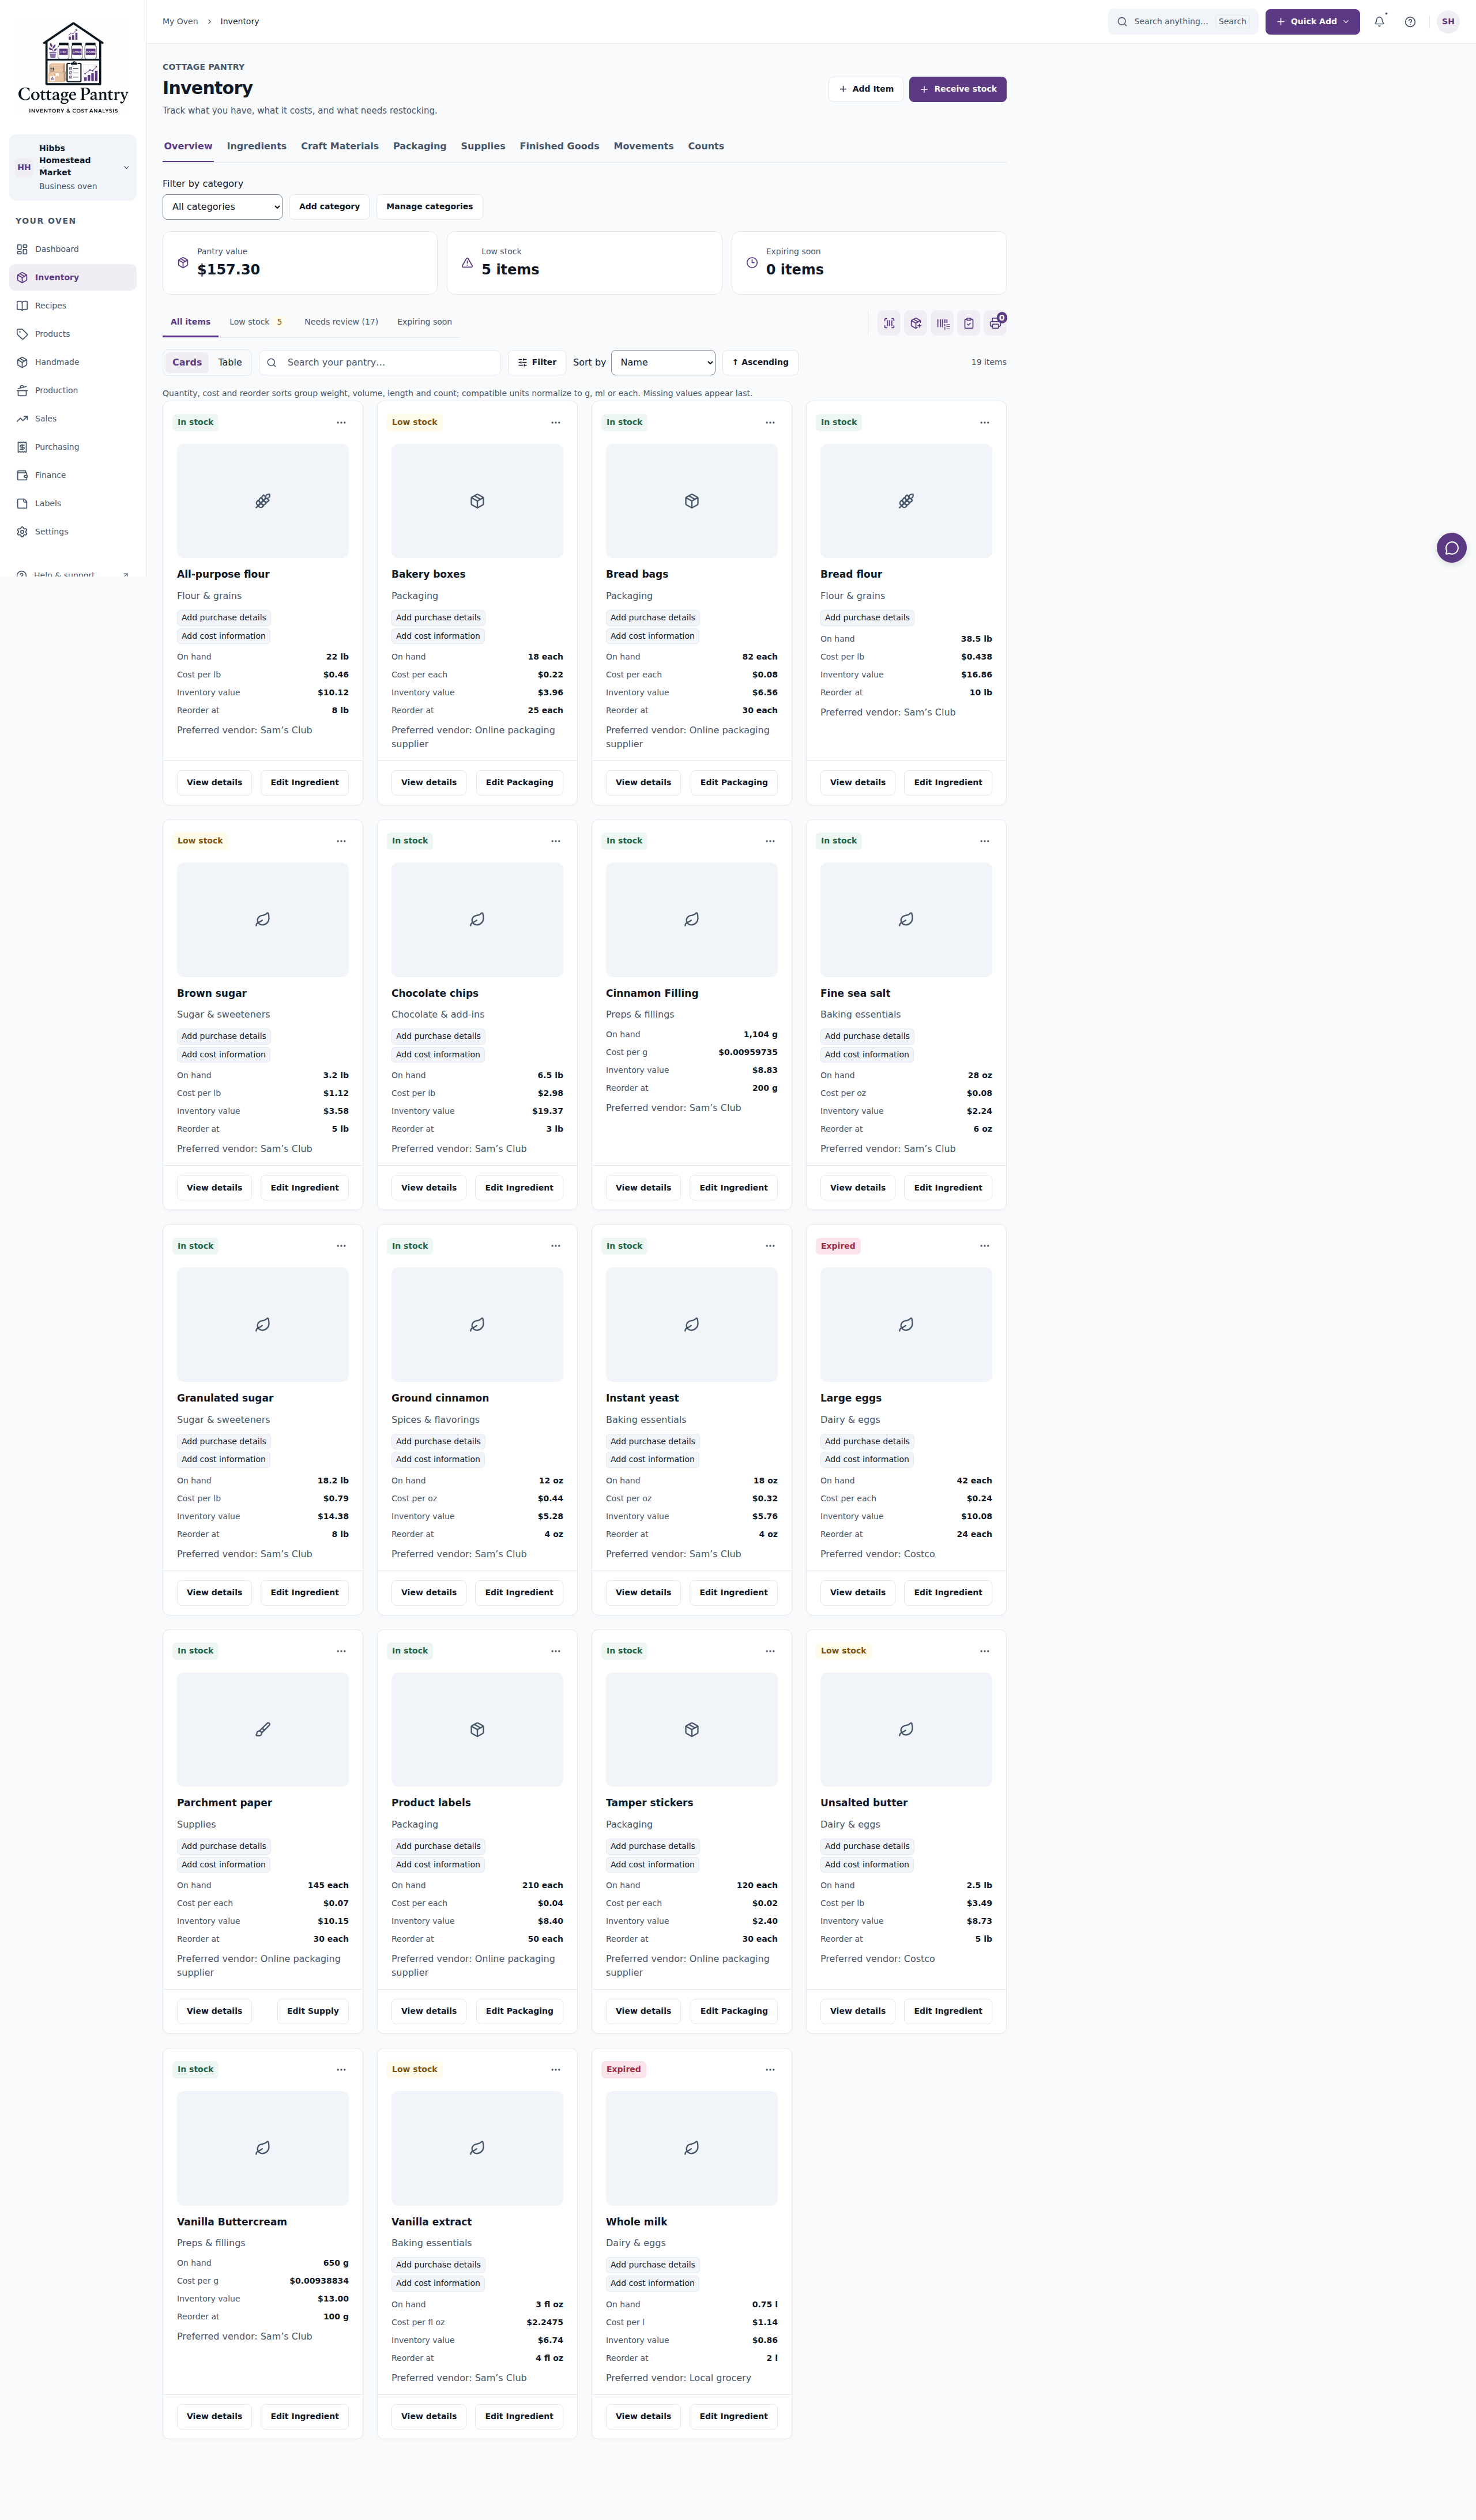 Cottage Pantry
INVENTORY & COST ANALYSIS
HH
Hibbs
Homestead
Market
Business oven
YOUR OVEN
Dashboard
Inventory
Recipes
Products
Handmade
Production
Sales
Purchasing
Finance
Labels
Settings
Help & support
My Oven > Inventory
Search anything... Search
+ Quick Add
SH
COTTAGE PANTRY
Inventory
Track what you have, what it costs, and what needs restocking.
+ Add Item
+ Receive stock
Overview Ingredients Craft Materials Packaging Supplies Finished Goods Movements Counts
Filter by category
All categories Add category Manage categories
Pantry value
$157.30
Low stock
5 items
Expiring soon
0 items
All items Low stock 5 Needs review (17) Expiring soon
0
Cards Table Search your pantry... Filter Sort by Name ↑ Ascending 19 items
Quantity, cost and reorder sorts group weight, volume, length and count; compatible units normalize to g, ml or each. Missing values appear last.
In stock
All-purpose flour
Flour & grains
Add purchase details
Add cost information
On hand 22 lb
Cost per lb $0.46
Inventory value $10.12
Reorder at 8 lb
Preferred vendor: Sam’s Club
View details Edit Ingredient
Low stock
Bakery boxes
Packaging
Add purchase details
Add cost information
On hand 18 each
Cost per each $0.22
Inventory value $3.96
Reorder at 25 each
Preferred vendor: Online packaging
supplier
View details Edit Packaging
In stock
Bread bags
Packaging
Add purchase details
Add cost information
On hand 82 each
Cost per each $0.08
Inventory value $6.56
Reorder at 30 each
Preferred vendor: Online packaging
supplier
View details Edit Packaging
In stock
Bread flour
Flour & grains
Add purchase details
On hand 38.5 lb
Cost per lb $0.438
Inventory value $16.86
Reorder at 10 lb
Preferred vendor: Sam’s Club
View details Edit Ingredient
Low stock
Brown sugar
Sugar & sweeteners
Add purchase details
Add cost information
On hand 3.2 lb
Cost per lb $1.12
Inventory value $3.58
Reorder at 5 lb
Preferred vendor: Sam’s Club
View details Edit Ingredient
In stock
Chocolate chips
Chocolate & add-ins
Add purchase details
Add cost information
On hand 6.5 lb
Cost per lb $2.98
Inventory value $19.37
Reorder at 3 lb
Preferred vendor: Sam’s Club
View details Edit Ingredient
In stock
Cinnamon Filling
Preps & fillings
On hand 1,104 g
Cost per g $0.00959735
Inventory value $8.83
Reorder at 200 g
Preferred vendor: Sam’s Club
View details Edit Ingredient
In stock
Fine sea salt
Baking essentials
Add purchase details
Add cost information
On hand 28 oz
Cost per oz $0.08
Inventory value $2.24
Reorder at 6 oz
Preferred vendor: Sam’s Club
View details Edit Ingredient
In stock
Granulated sugar
Sugar & sweeteners
Add purchase details
Add cost information
On hand 18.2 lb
Cost per lb $0.79
Inventory value $14.38
Reorder at 8 lb
Preferred vendor: Sam’s Club
View details Edit Ingredient
In stock
Ground cinnamon
Spices & flavorings
Add purchase details
Add cost information
On hand 12 oz
Cost per oz $0.44
Inventory value $5.28
Reorder at 4 oz
Preferred vendor: Sam’s Club
View details Edit Ingredient
In stock
Instant yeast
Baking essentials
Add purchase details
Add cost information
On hand 18 oz
Cost per oz $0.32
Inventory value $5.76
Reorder at 4 oz
Preferred vendor: Sam’s Club
View details Edit Ingredient
Expired
Large eggs
Dairy & eggs
Add purchase details
Add cost information
On hand 42 each
Cost per each $0.24
Inventory value $10.08
Reorder at 24 each
Preferred vendor: Costco
View details Edit Ingredient
In stock
Parchment paper
Supplies
Add purchase details
Add cost information
On hand 145 each
Cost per each $0.07
Inventory value $10.15
Reorder at 30 each
Preferred vendor: Online packaging
supplier
View details Edit Supply
In stock
Product labels
Packaging
Add purchase details
Add cost information
On hand 210 each
Cost per each $0.04
Inventory value $8.40
Reorder at 50 each
Preferred vendor: Online packaging
supplier
View details Edit Packaging
In stock
Tamper stickers
Packaging
Add purchase details
Add cost information
On hand 120 each
Cost per each $0.02
Inventory value $2.40
Reorder at 30 each
Preferred vendor: Online packaging
supplier
View details Edit Packaging
Low stock
Unsalted butter
Dairy & eggs
Add purchase details
Add cost information
On hand 2.5 lb
Cost per lb $3.49
Inventory value $8.73
Reorder at 5 lb
Preferred vendor: Costco
View details Edit Ingredient
In stock
Vanilla Buttercream
Preps & fillings
On hand 650 g
Cost per g $0.00938834
Inventory value $13.00
Reorder at 100 g
Preferred vendor: Sam’s Club
View details Edit Ingredient
Low stock
Vanilla extract
Baking essentials
Add purchase details
Add cost information
On hand 3 fl oz
Cost per fl oz $2.2475
Inventory value $6.74
Reorder at 4 fl oz
Preferred vendor: Sam’s Club
View details Edit Ingredient
Expired
Whole milk
Dairy & eggs
Add purchase details
Add cost information
On hand 0.75 l
Cost per l $1.14
Inventory value $0.86
Reorder at 2 l
Preferred vendor: Local grocery
View details Edit Ingredient